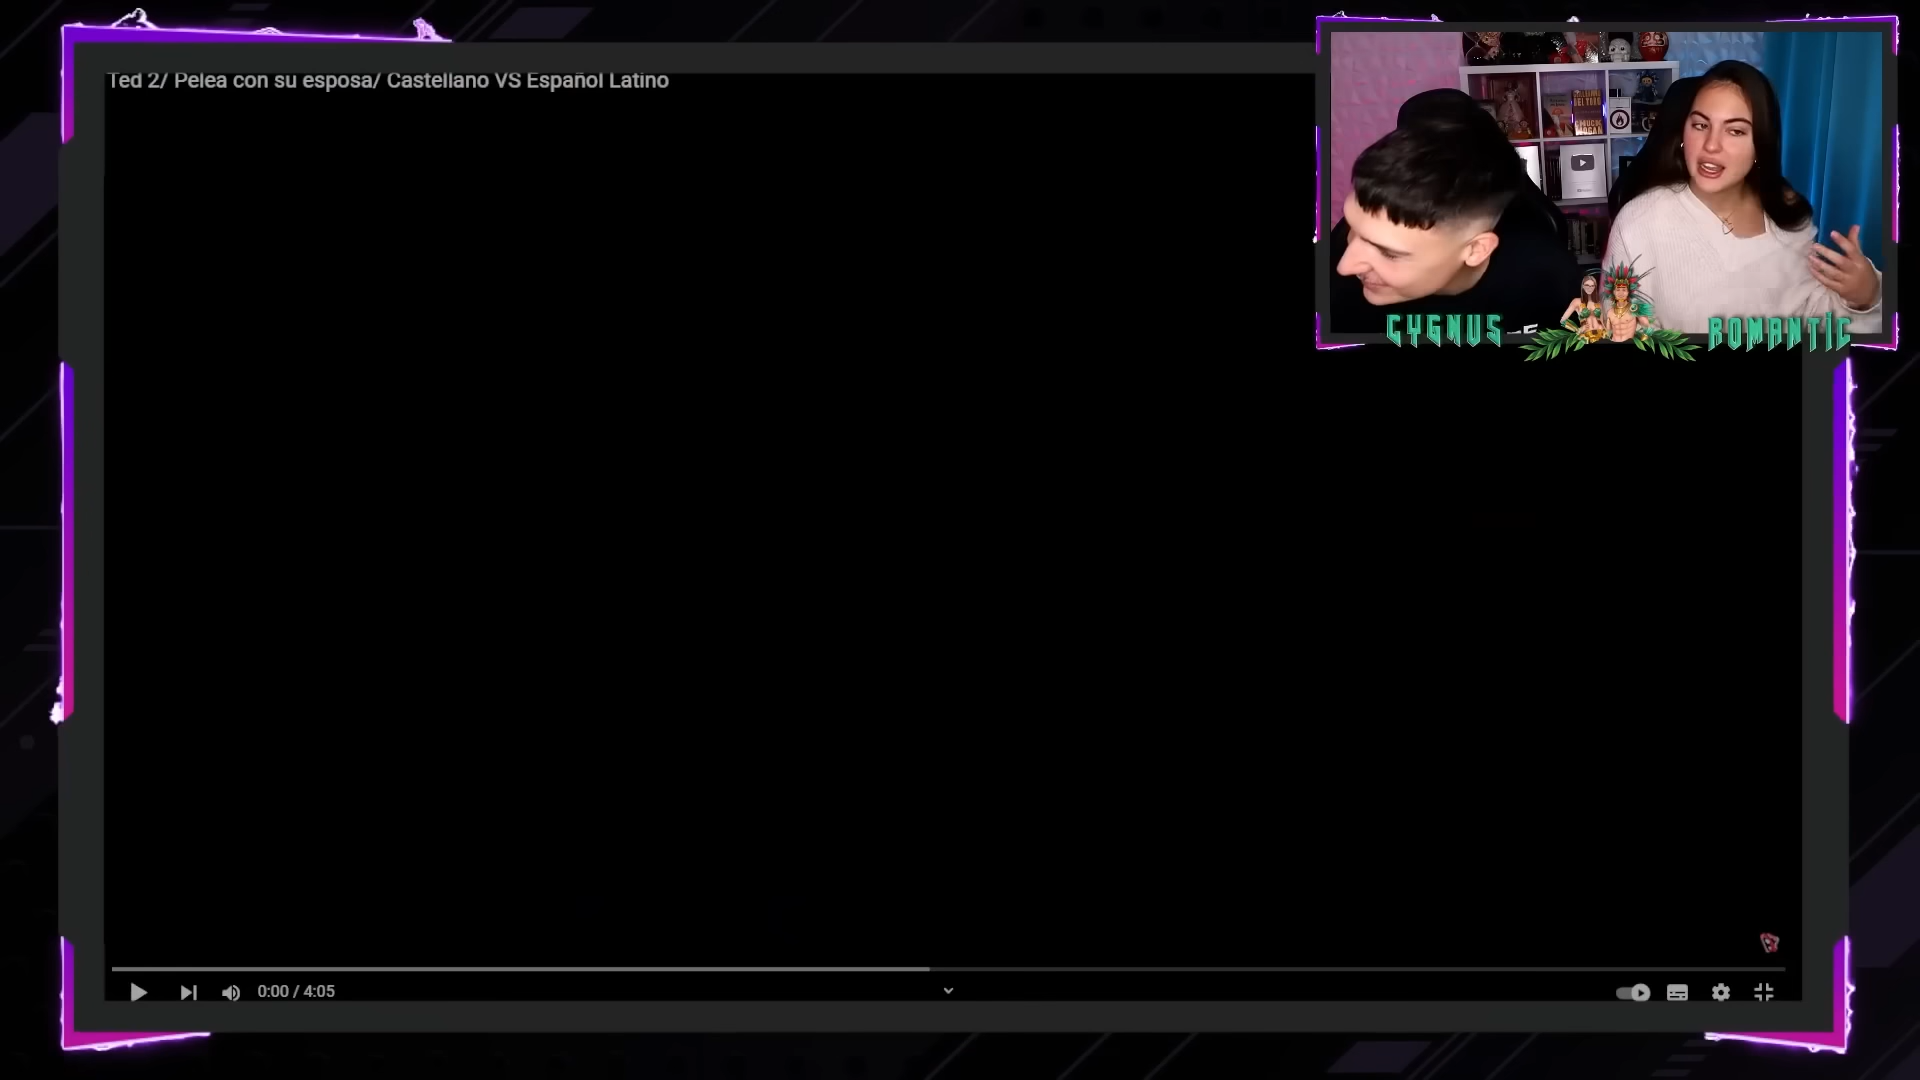 Ted 2/ Pelea con su esposa/ Castellano VS Español Latino
CYGNUS
ROMANTIC
0:00 / 4:05